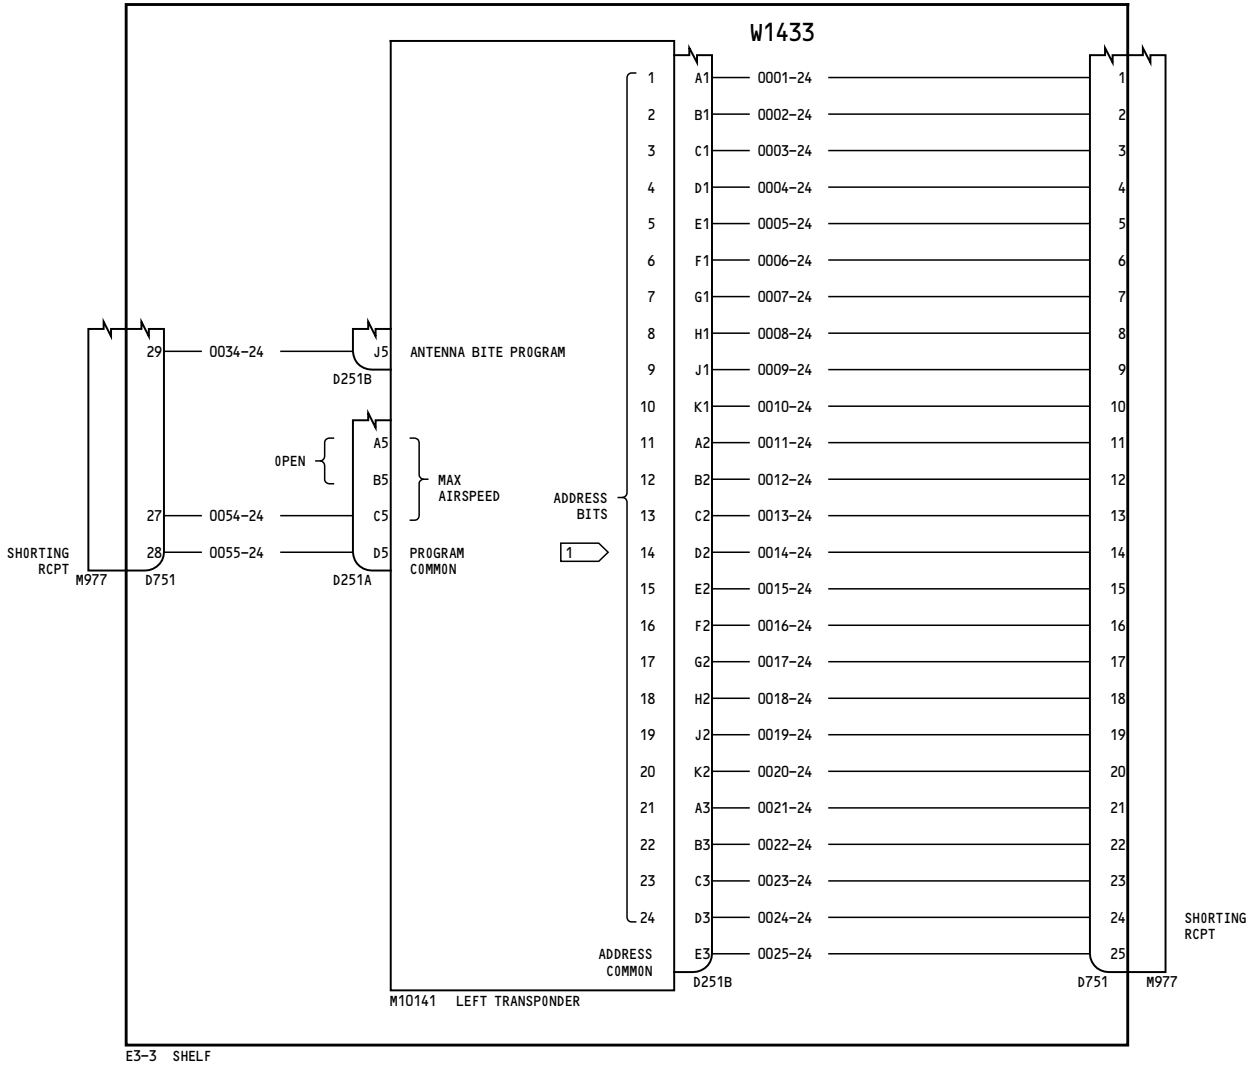 W1433
1 A1 0001-24 1
2 B1 0002-24 2
3 C1 0003-24 3
4 D1 0004-24 4
5 E1 0005-24 5
6 F1 0006-24 6
7 G1 0007-24 7
8 H1 0008-24 8
29 0034-24 J5 ANTENNA BITE PROGRAM
D251B
9 J1 0009-24 9
10 K1 0010-24 10
A5 11 A2 0011-24 11
OPEN
B5 12 B2 0012-24 12
MAX
AIRSPEED
ADDRESS
BITS
27 0054-24 C5 13 C2 0013-24 13
28 0055-24 D5 PROGRAM
COMMON
1 14 D2 0014-24 14
SHORTING
RCPT
M977 D751 D251A
15 E2 0015-24 15
16 F2 0016-24 16
17 G2 0017-24 17
18 H2 0018-24 18
19 J2 0019-24 19
20 K2 0020-24 20
21 A3 0021-24 21
22 B3 0022-24 22
23 C3 0023-24 23
24 D3 0024-24 24
SHORTING
RCPT
ADDRESS
COMMON
E3 0025-24 25
D251B D751 M977
M10141 LEFT TRANSPONDER
E3-3 SHELF